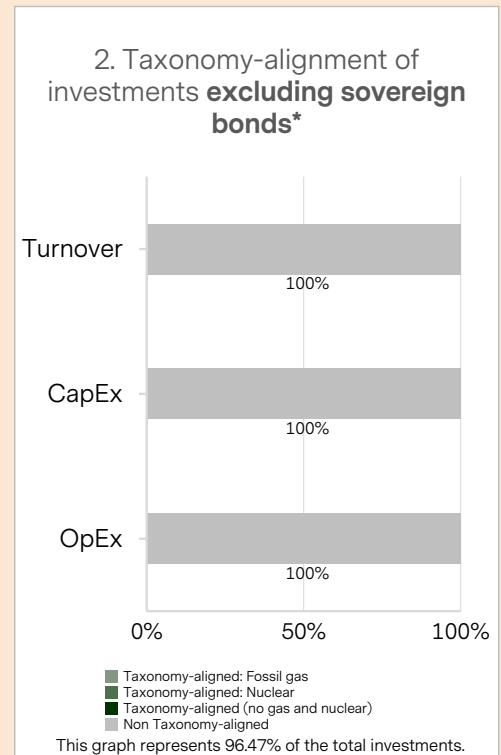 2. Taxonomy-alignment of
investments excluding sovereign
bonds*
Turnover
100%
CapEx
100%
OpEx
100%
0% 50% 100%
Taxonomy-aligned: Fossil gas
Taxonomy-aligned: Nuclear
Taxonomy-aligned (no gas and nuclear)
Non Taxonomy-aligned
This graph represents 96.47% of the total investments.